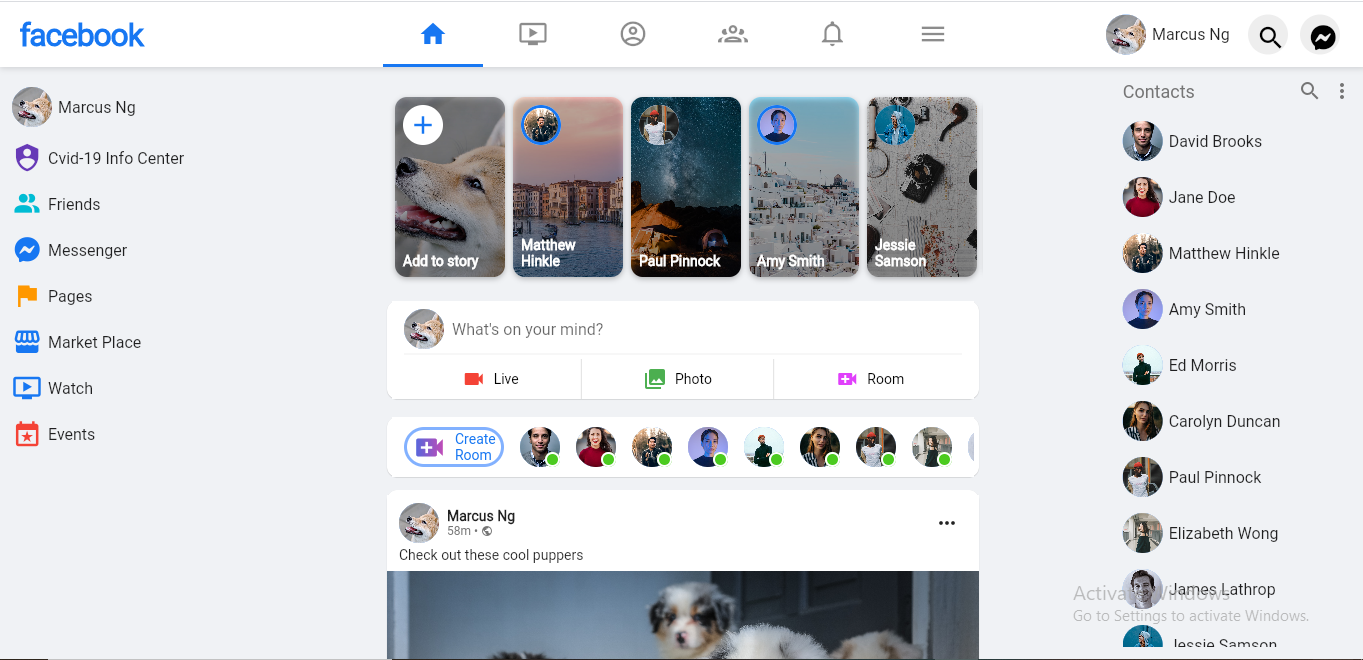 facebook
Marcus Ng
Marcus Ng
Cvid-19 Info Center
Friends
Messenger
Pages
Market Place
Watch
Events
Add to story
Matthew
Hinkle
Paul Pinnock
Amy Smith
Jessie
Samson
What's on your mind?
Live
Photo
Room
Create
Room
Marcus Ng
58m •
Check out these cool puppers
Contacts
David Brooks
Jane Doe
Matthew Hinkle
Amy Smith
Ed Morris
Carolyn Duncan
Paul Pinnock
Elizabeth Wong
James Lathrop
Jessie Samson
Activate Windows
Go to Settings to activate Windows.